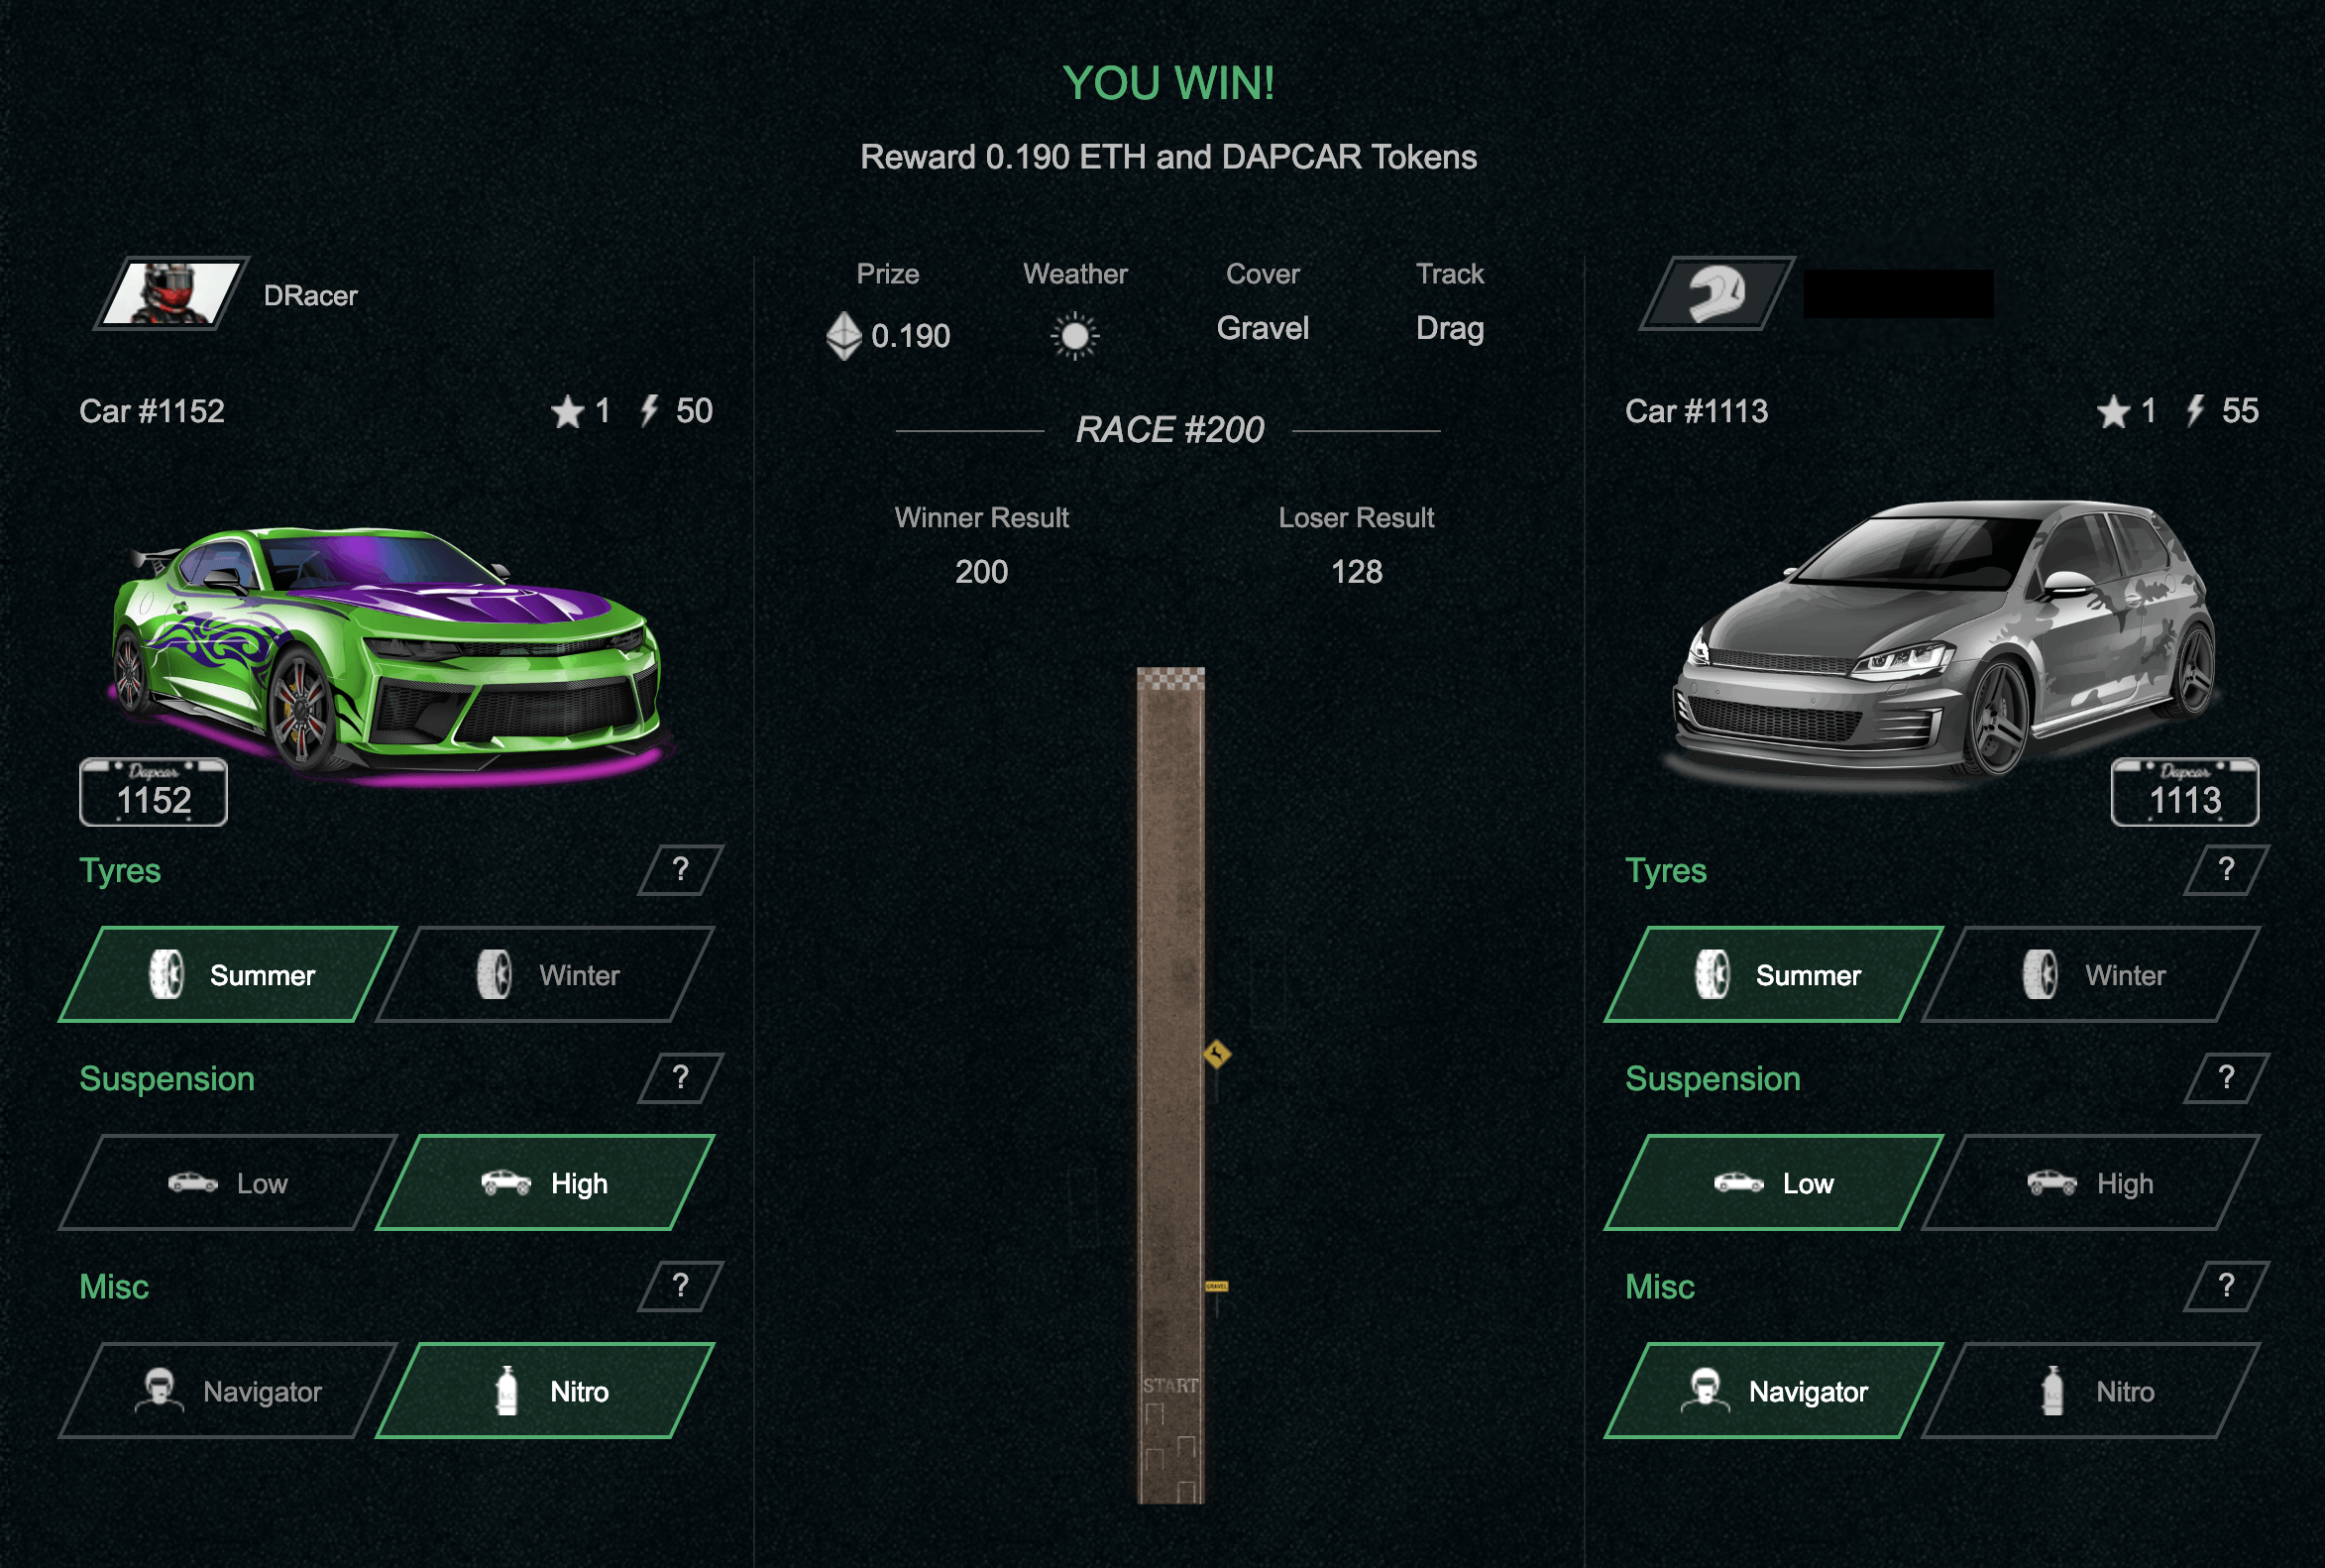 YOU WIN!
Reward 0.190 ETH and DAPCAR Tokens
DRacer
Car #1152
1
50
Dapcar
1152
Tyres
?
Summer
Winter
Suspension
?
Low
High
Misc
?
Navigator
Nitro
Prize
Weather
Cover
Track
0.190
Gravel
Drag
RACE #200
Winner Result
Loser Result
200
128
GRAVEL
START
Car #1113
1
55
Dapcar
1113
Tyres
?
Summer
Winter
Suspension
?
Low
High
Misc
?
Navigator
Nitro